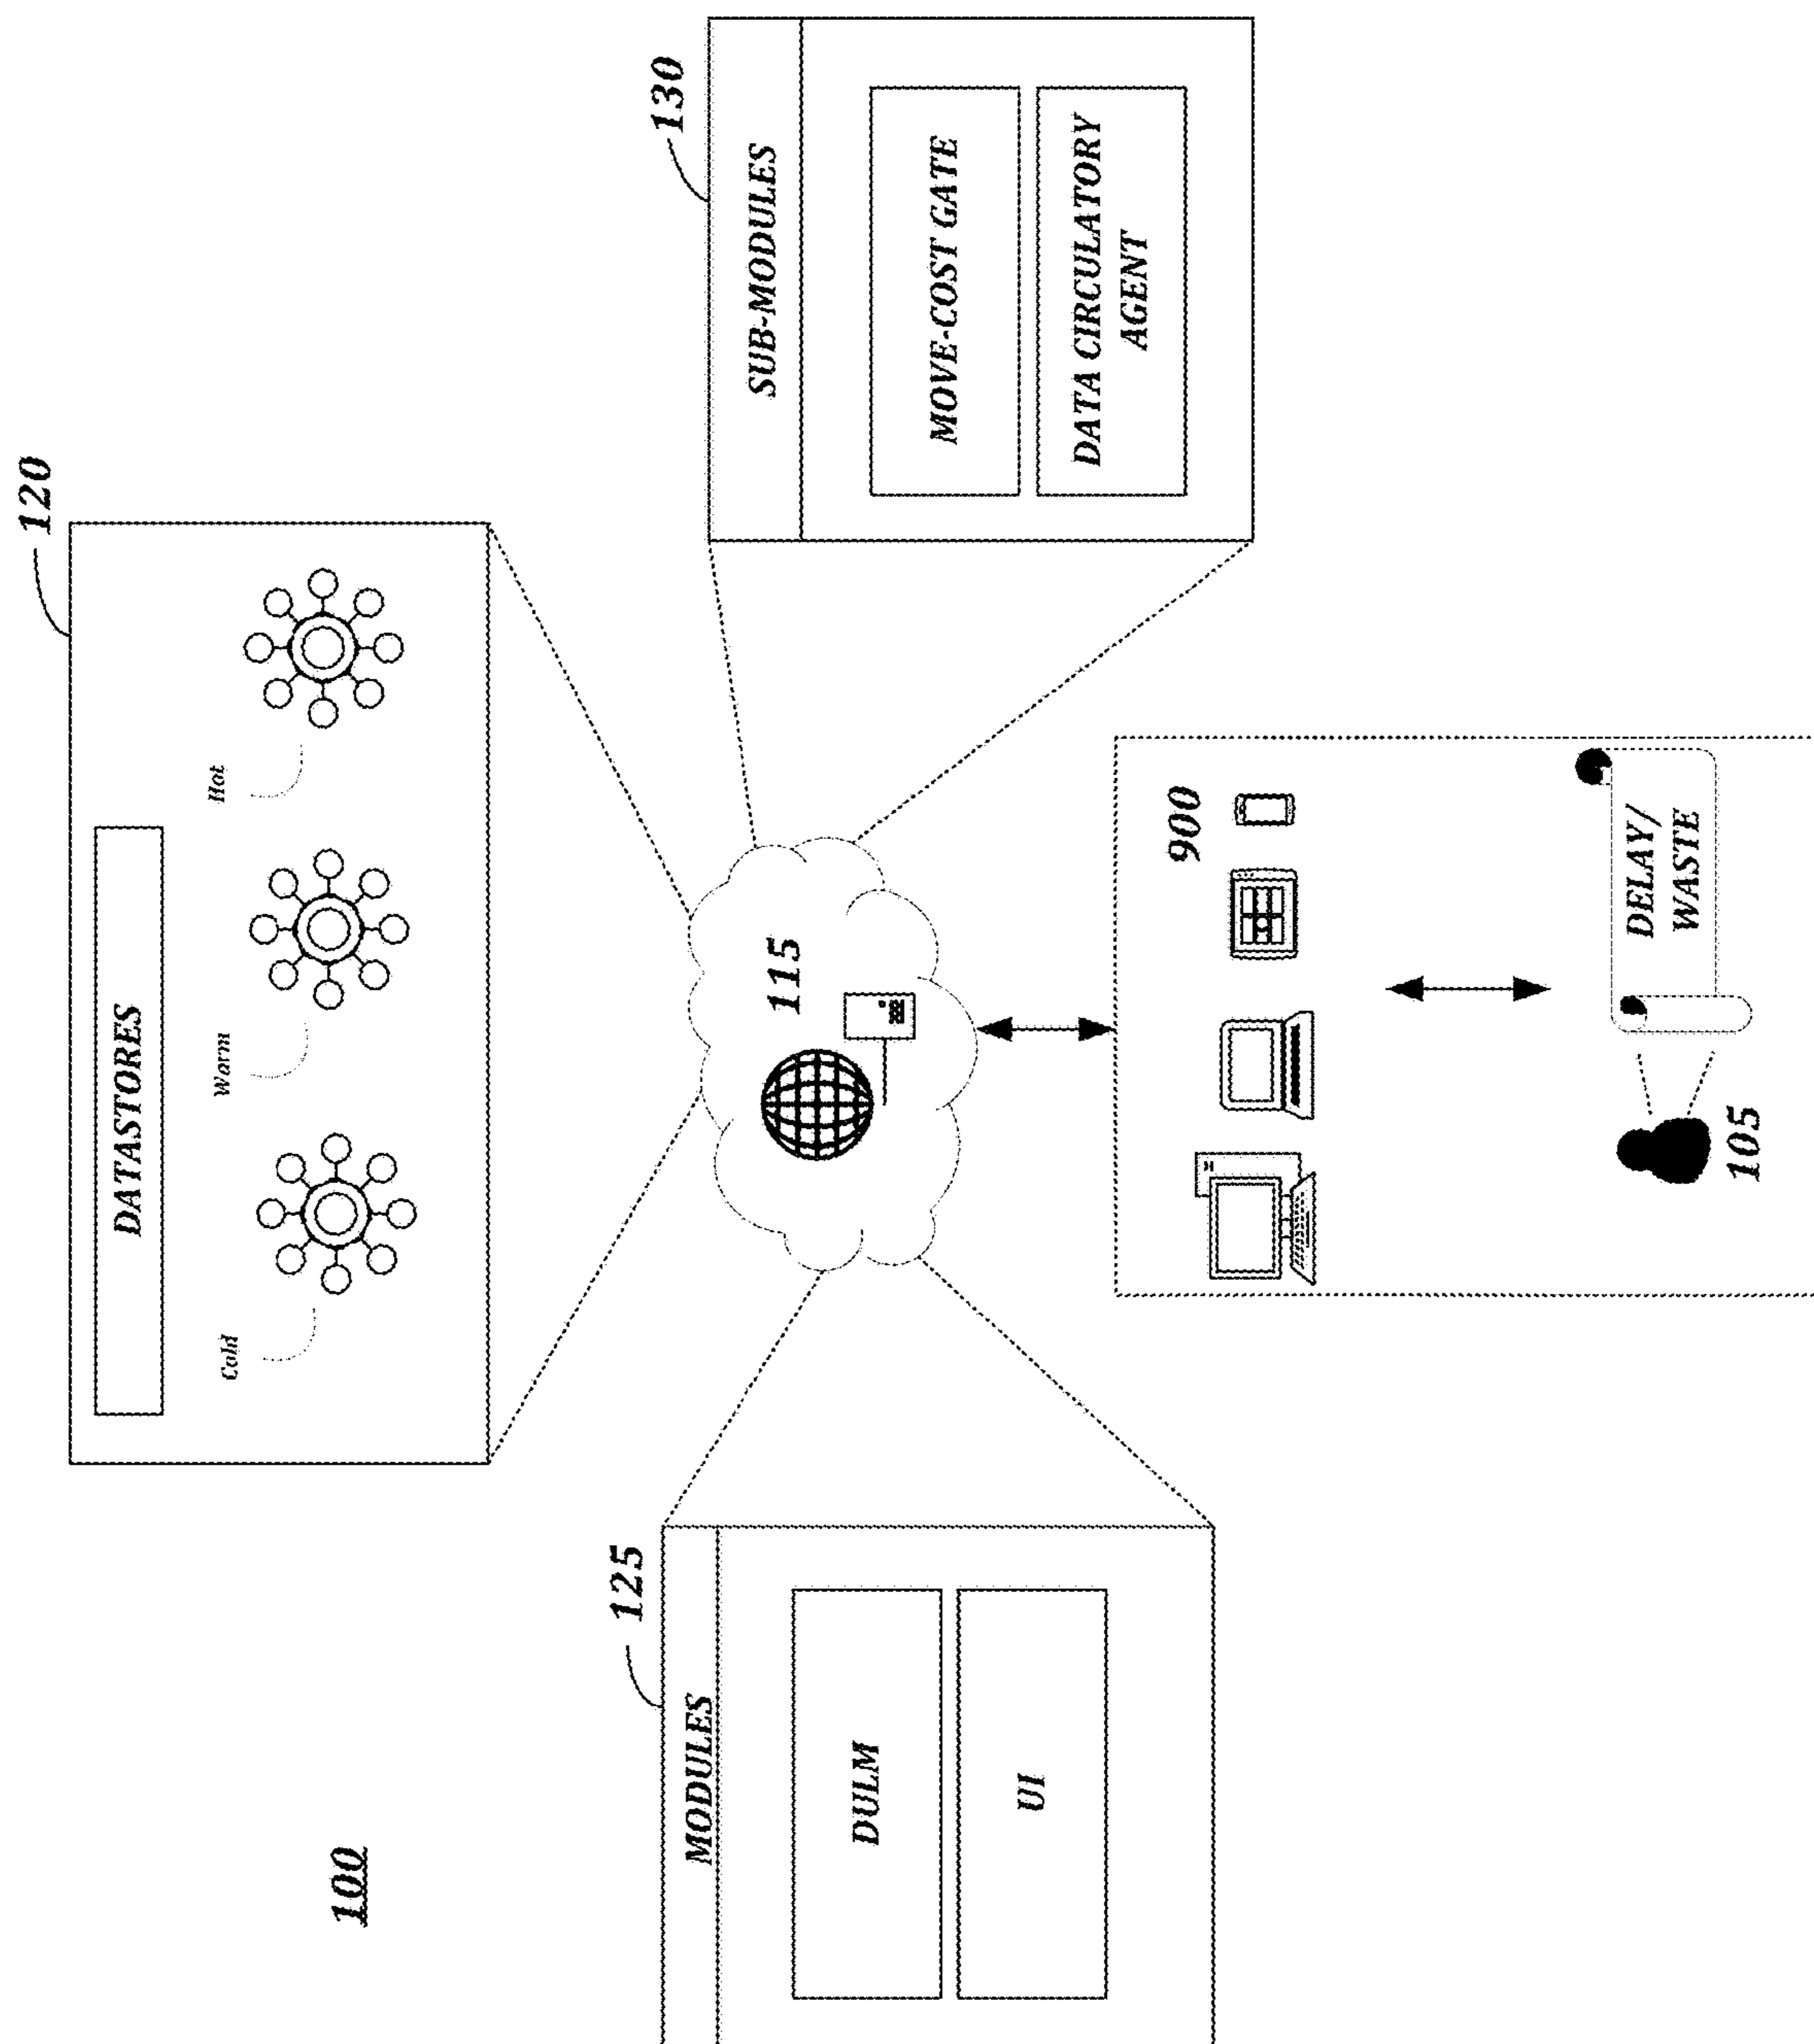 120
DATASTORES
Cold
Warm
Hot
100
125
MODULES
DULM
UI
115
130
SUB-MODULES
MOVE-COST GATE
DATA CIRCULATORY
AGENT
900
105
DELAY/
WASTE